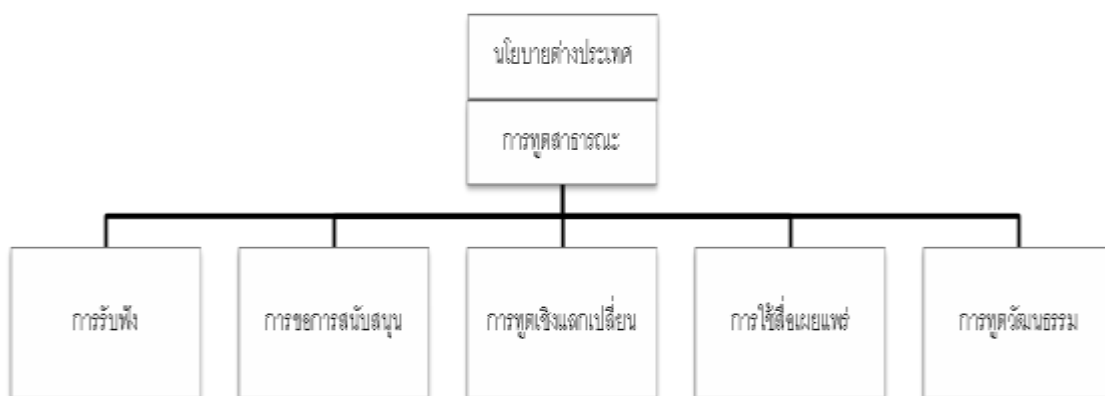 นโยบายต่างประเทศ
การทูตสาธารณะ
การรับฟัง
การขอการสนับสนุน
การทูตเชิงแลกเปลี่ยน
การใช้สื่อเผยแพร่
การทูตวัฒนธรรม